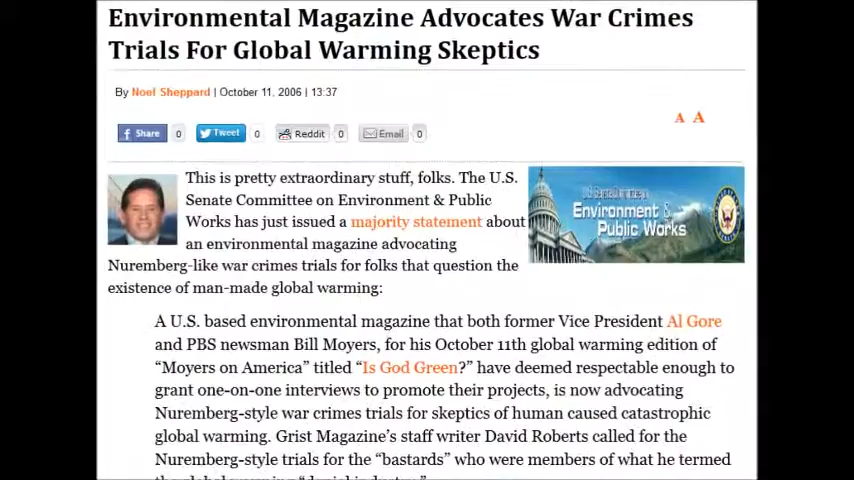 Environmental Magazine Advocates War Crimes
Trials For Global Warming Skeptics
By Noel Sheppard | October 11, 2006 | 13:37
A A
Share 0 Tweet 0 Reddit 0 Email 0
This is pretty extraordinary stuff, folks. The U.S.
Senate Committee on Environment & Public
Works has just issued a majority statement about
an environmental magazine advocating
Nuremberg-like war crimes trials for folks that question the
existence of man-made global warming:
Environment &
Public Works
A U.S. based environmental magazine that both former Vice President Al Gore
and PBS newsman Bill Moyers, for his October 11th global warming edition of
“Moyers on America” titled “Is God Green?” have deemed respectable enough to
grant one-on-one interviews to promote their projects, is now advocating
Nuremberg-style war crimes trials for skeptics of human caused catastrophic
global warming. Grist Magazine’s staff writer David Roberts called for the
Nuremberg-style trials for the “bastards” who were members of what he termed